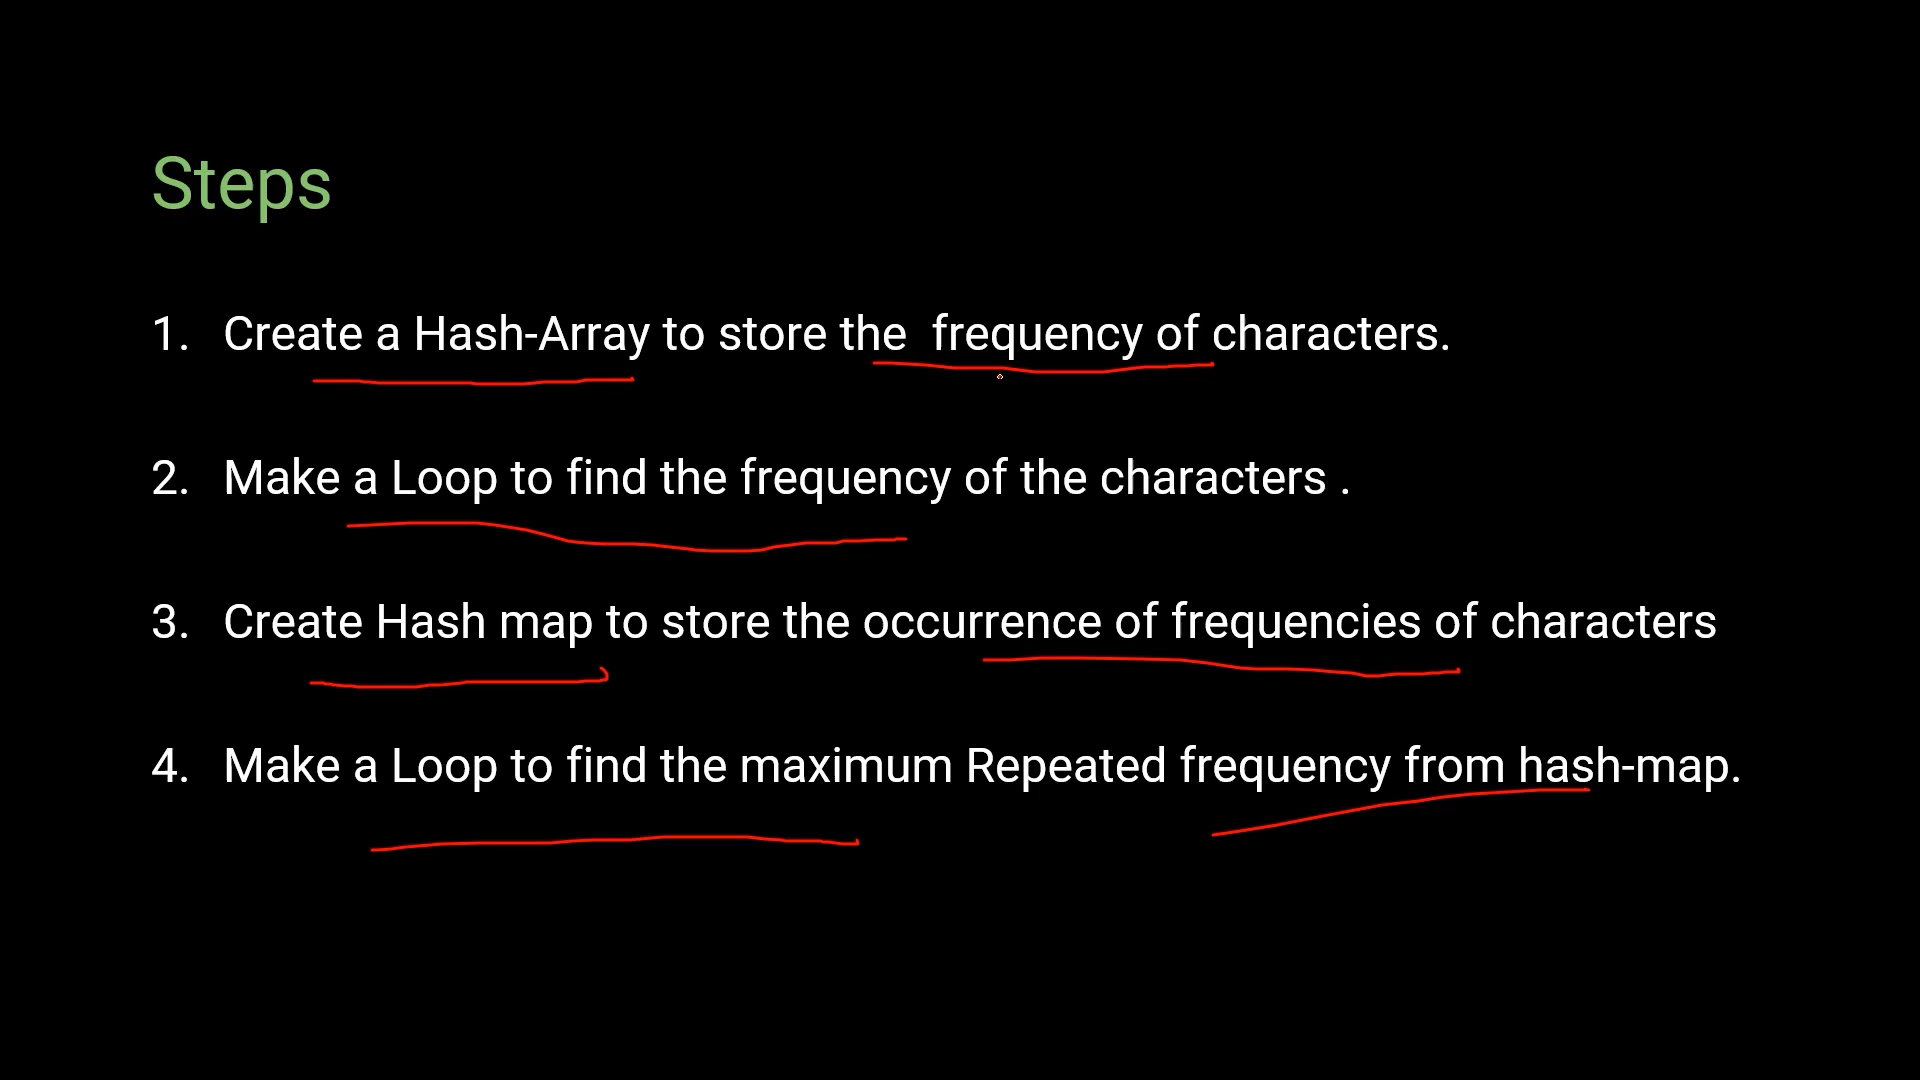 Steps
1. Create a Hash-Array to store the frequency of characters.
2. Make a Loop to find the frequency of the characters .
3. Create Hash map to store the occurrence of frequencies of characters
4. Make a Loop to find the maximum Repeated frequency from hash-map.